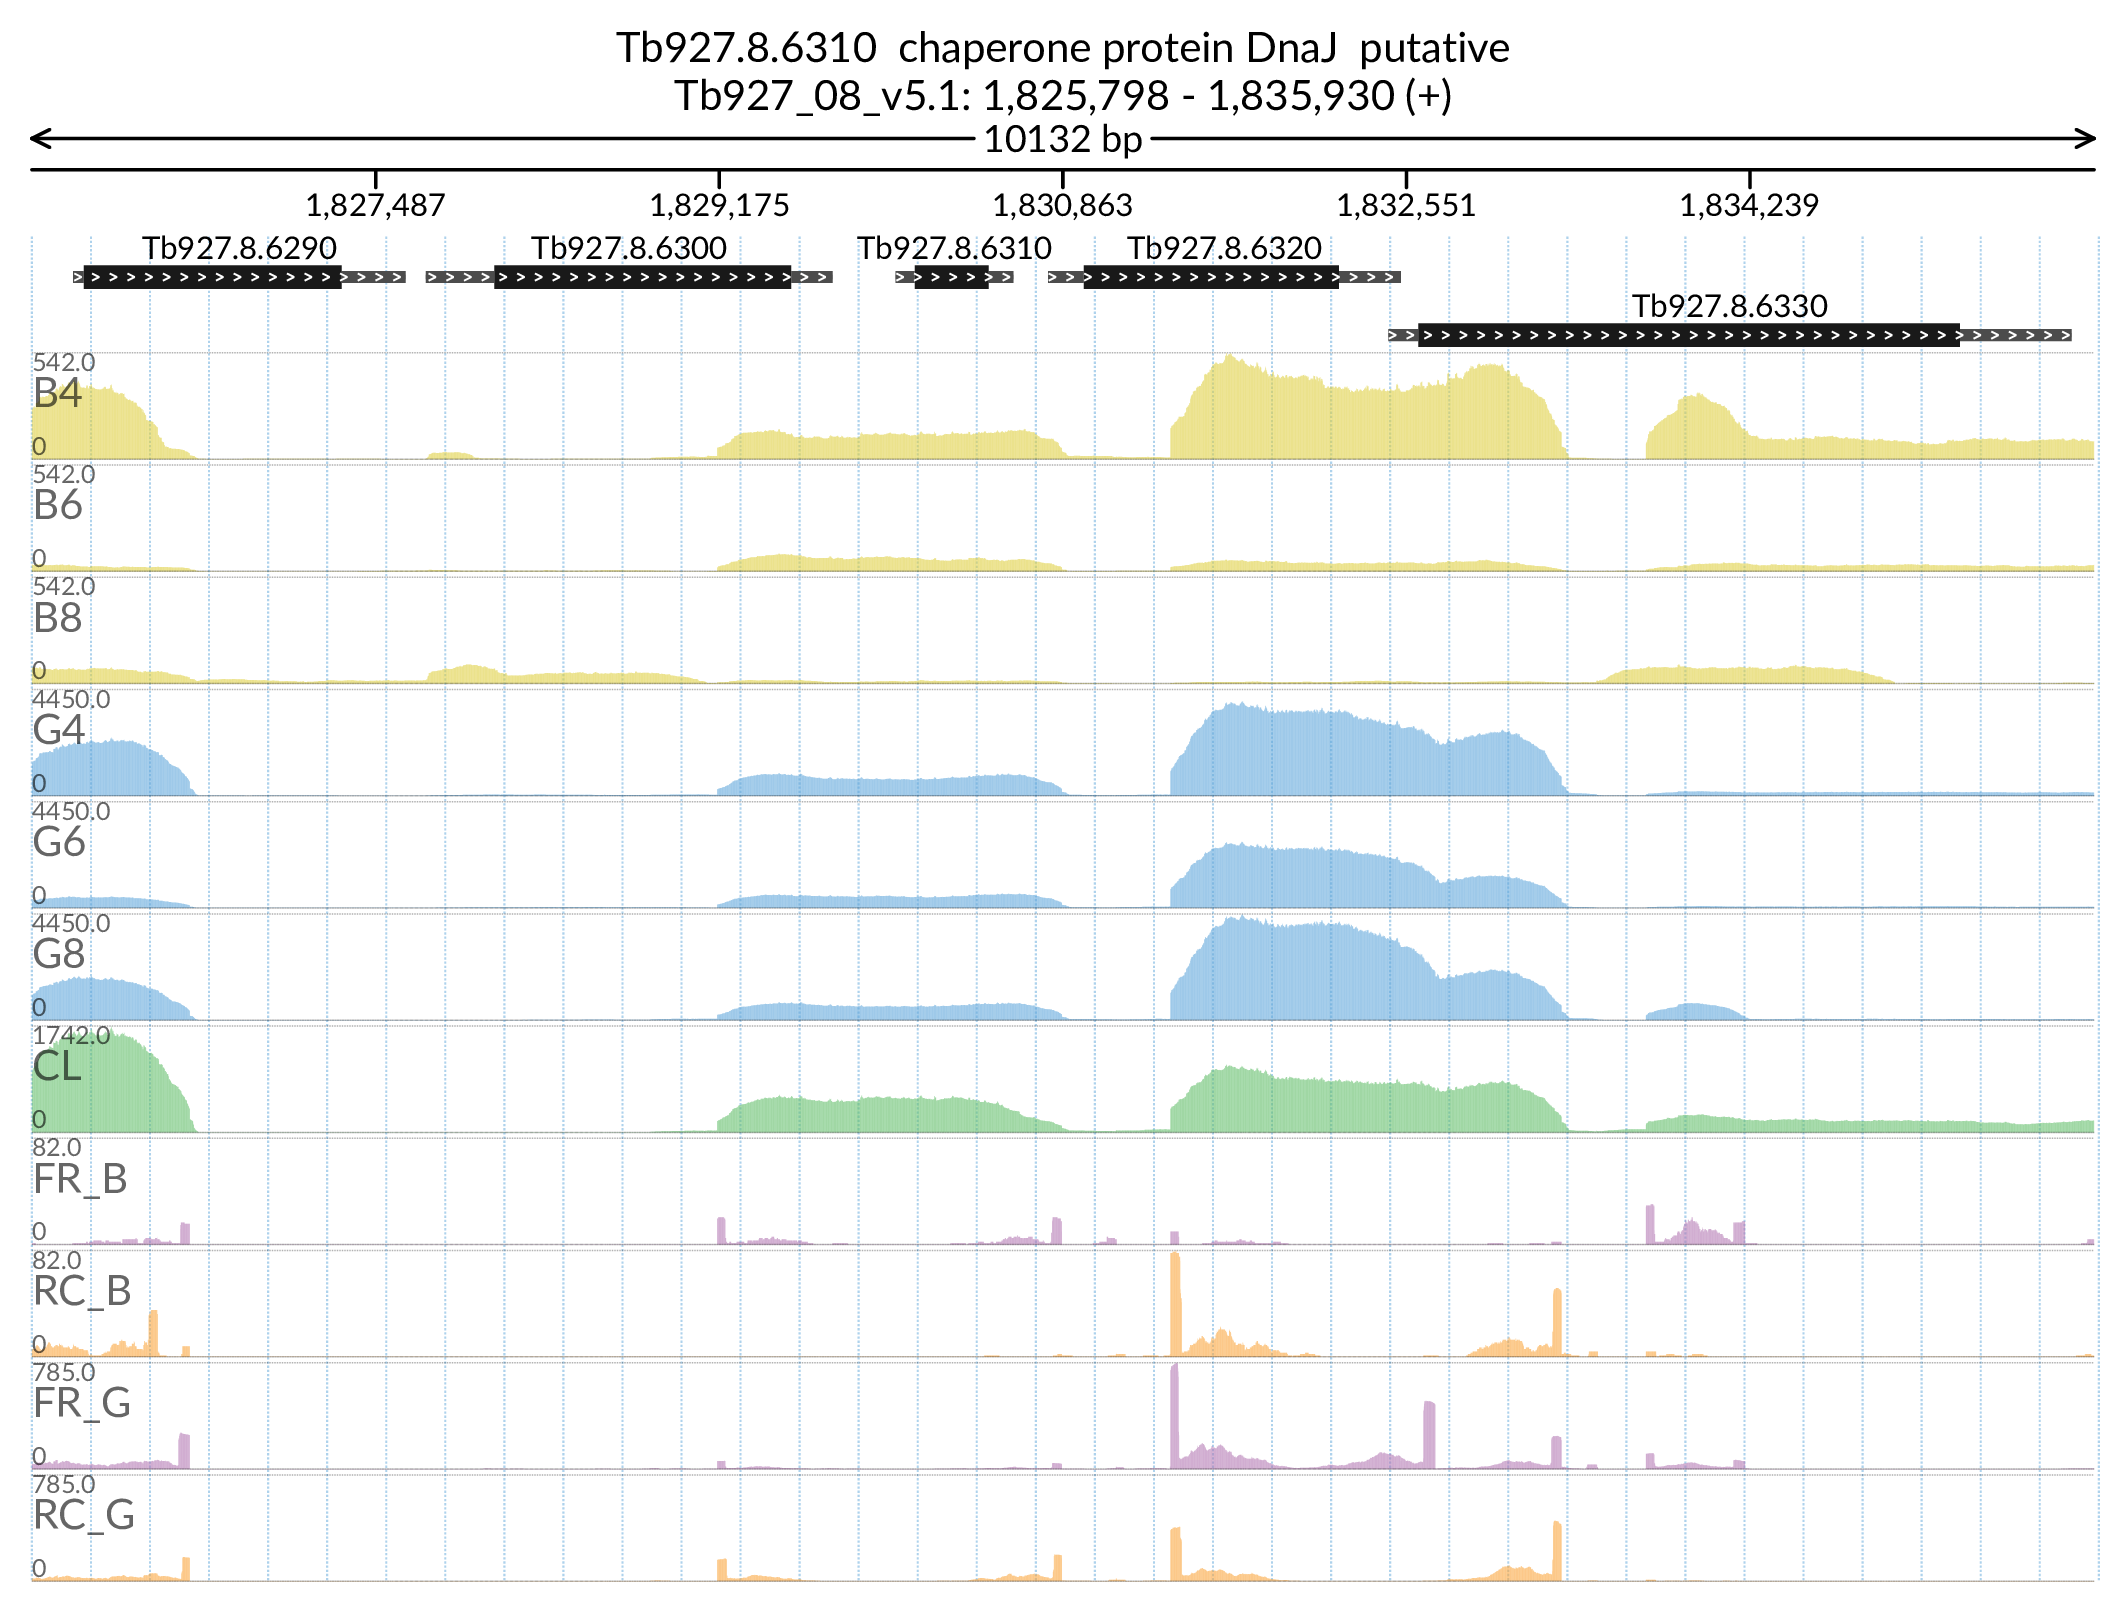 Tb927.8.6310 chaperone protein DnaJ putative
Tb927_08_v5.1: 1,825,798 - 1,835,930 (+)
10132 bp
1,827,487 1,829,175 1,830,863 1,832,551 1,834,239
Tb927.8.6290 Tb927.8.6300 Tb927.8.6310 Tb927.8.6320
Tb927.8.6330
542.0
B4
0
542.0
B6
0
542.0
B8
0
4450.0
G4
0
4450.0
G6
0
4450.0
G8
0
1742.0
CL
0
82.0
FR_B
0
82.0
RC_B
0
785.0
FR_G
0
785.0
RC_G
0